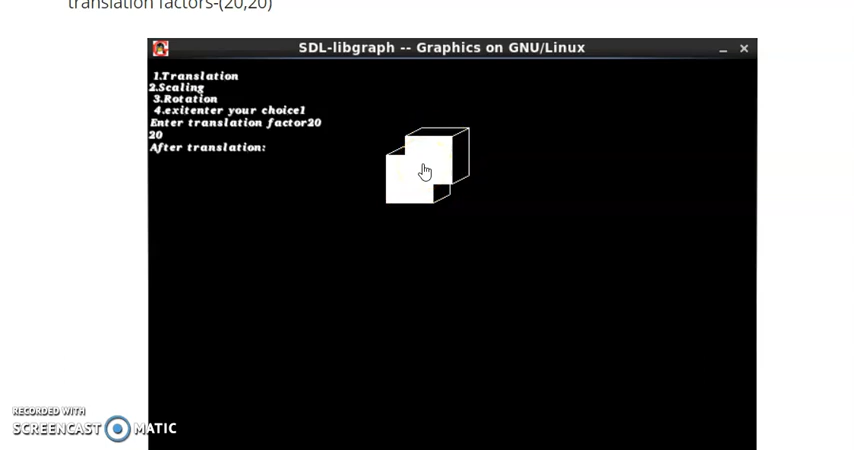 translation factors-(20,20)
SDL-libgraph -- Graphics on GNU/Linux
1.Translation
2.Scaling
3.Rotation
4.exitenter your choice1
Enter translation factor20
20
After translation:
RECORDED WITH
SCREENCAST MATIC